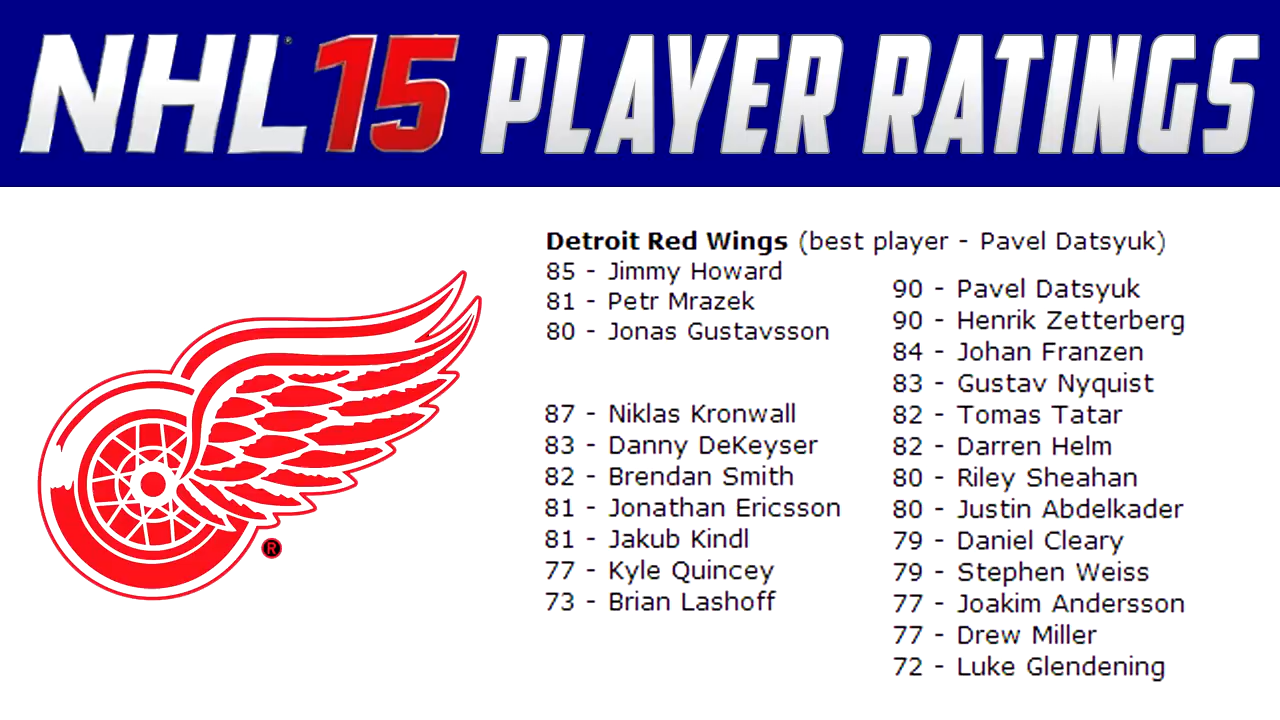 NHL 15 PLAYER RATINGS
Detroit Red Wings (best player - Pavel Datsyuk)
85 - Jimmy Howard
81 - Petr Mrazek
80 - Jonas Gustavsson
87 - Niklas Kronwall
83 - Danny DeKeyser
82 - Brendan Smith
81 - Jonathan Ericsson
81 - Jakub Kindl
77 - Kyle Quincey
73 - Brian Lashoff
90 - Pavel Datsyuk
90 - Henrik Zetterberg
84 - Johan Franzen
83 - Gustav Nyquist
82 - Tomas Tatar
82 - Darren Helm
80 - Riley Sheahan
80 - Justin Abdelkader
79 - Daniel Cleary
79 - Stephen Weiss
77 - Joakim Andersson
77 - Drew Miller
72 - Luke Glendening
®